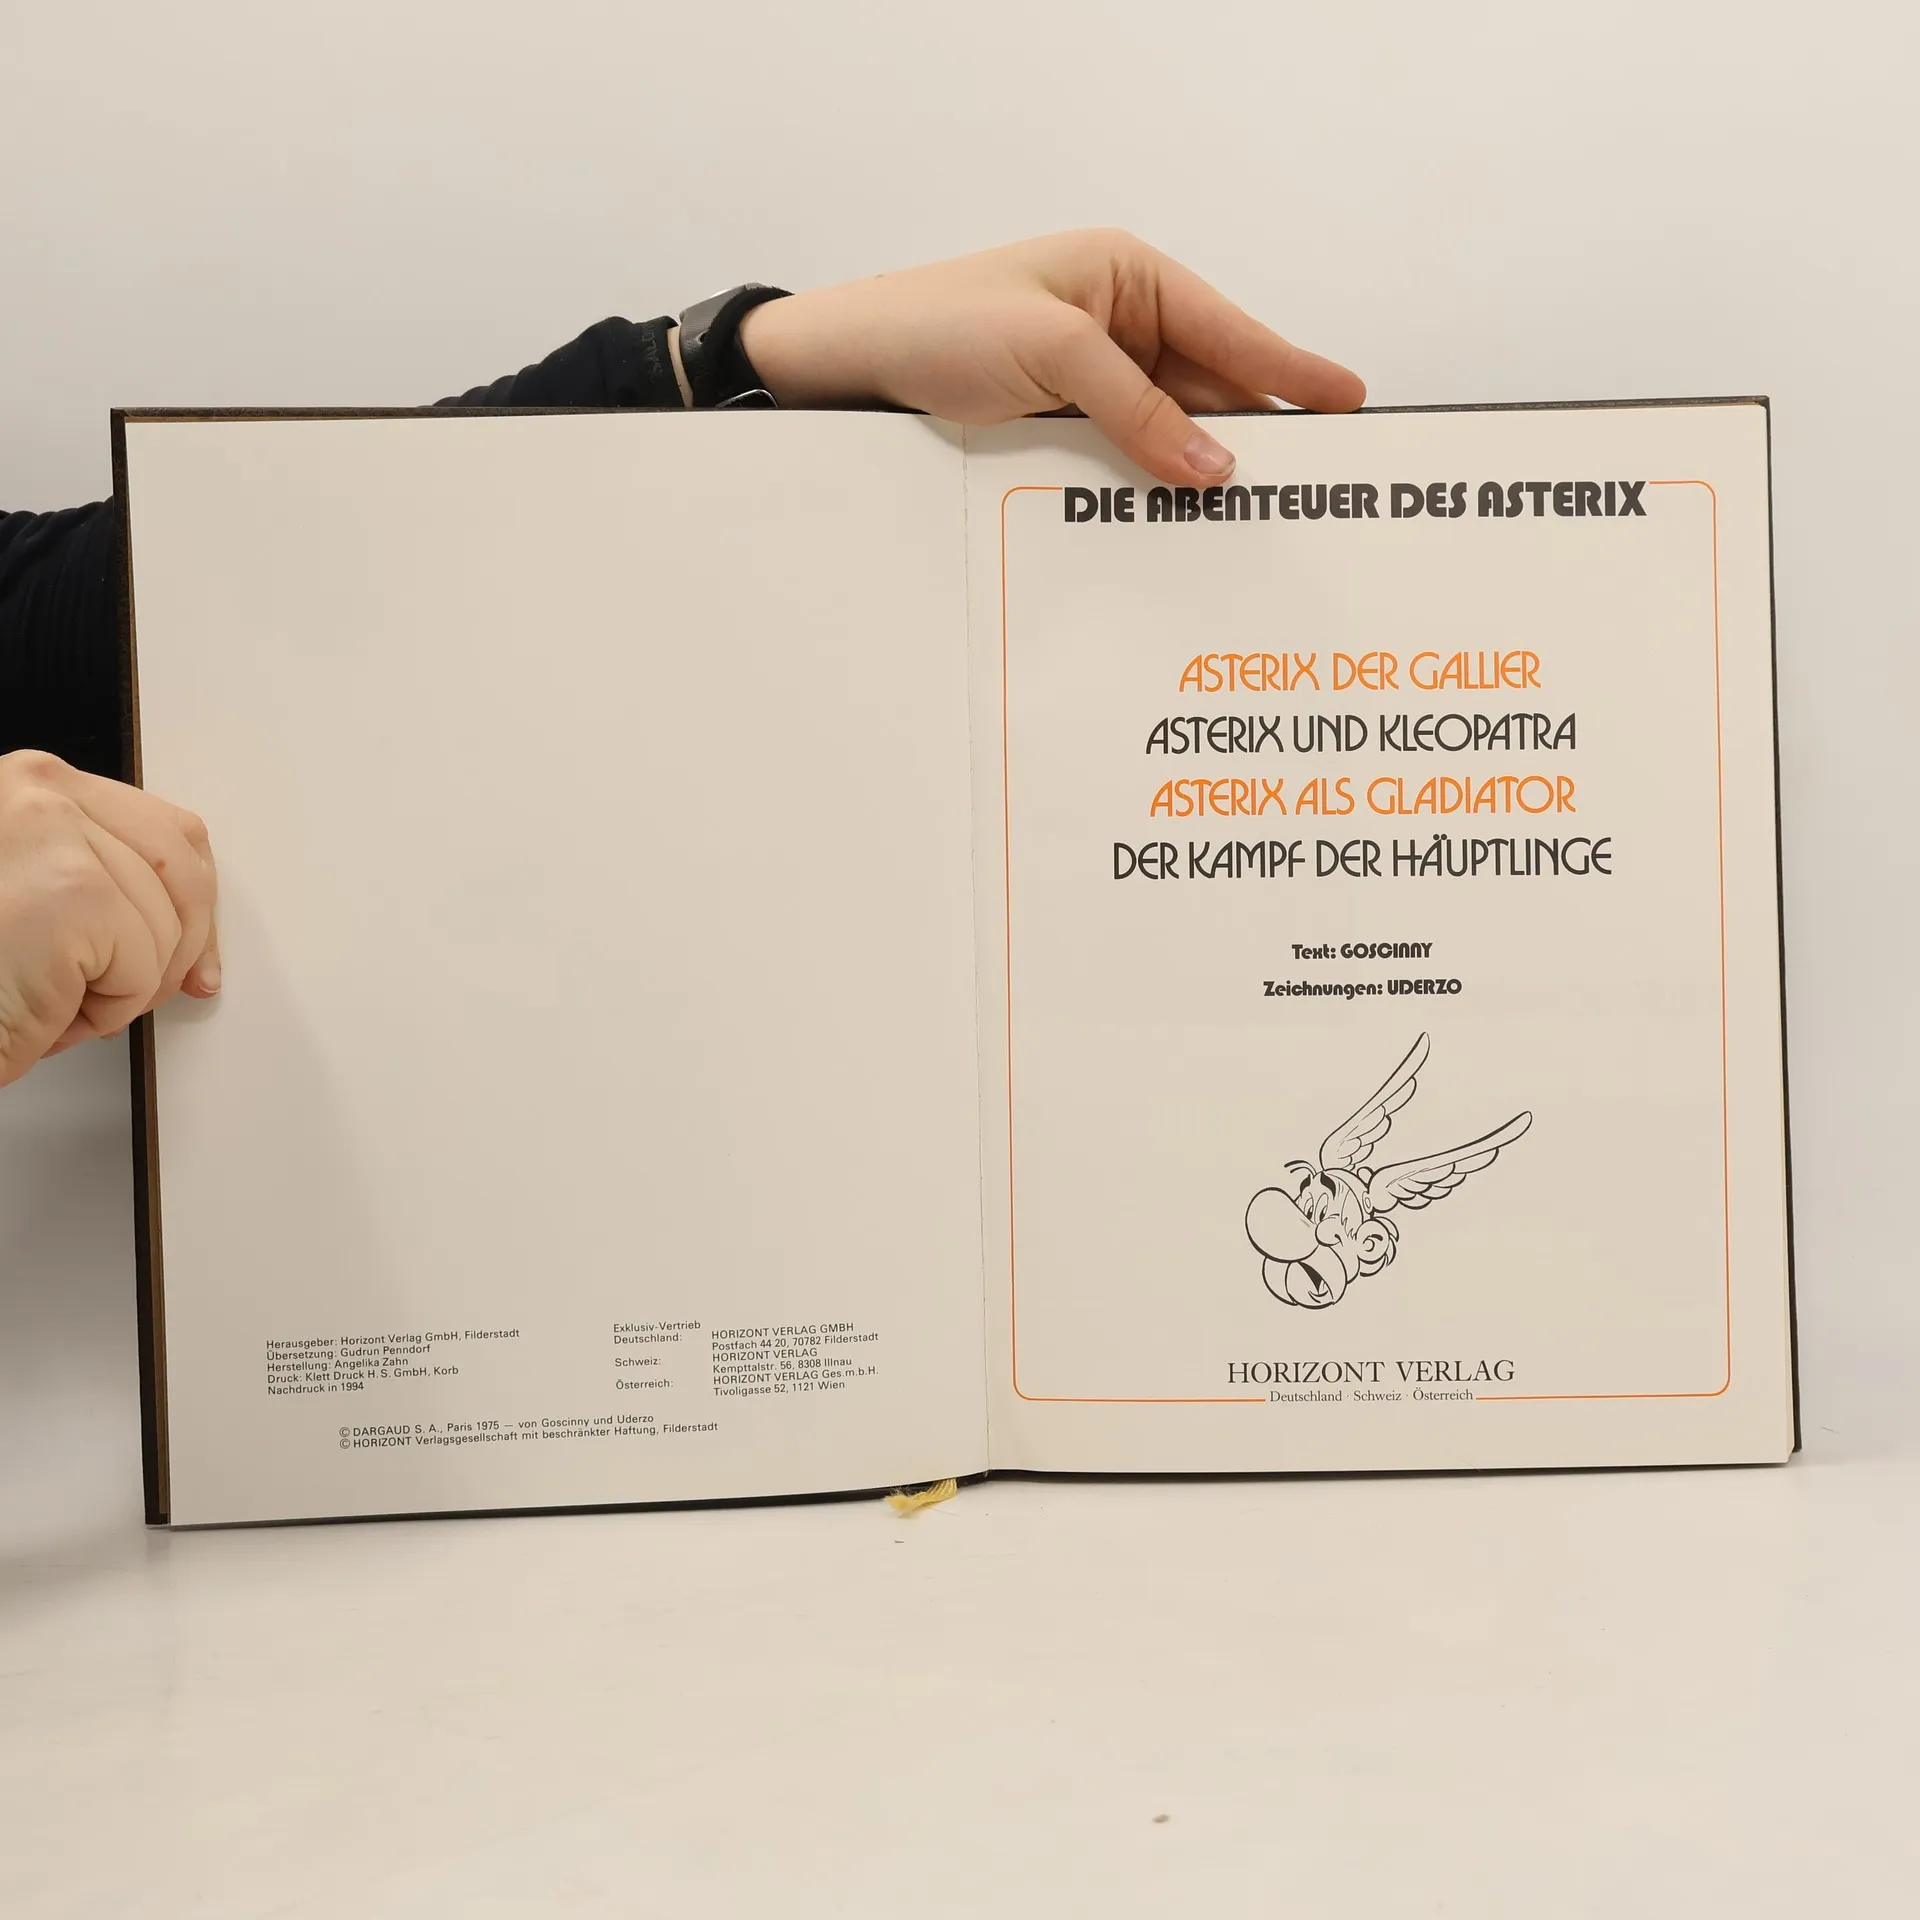 Herausgeber: Horizont Verlag GmbH, Filderstadt
Übersetzung: Gudrun Penndorf
Herstellung: Angelika Zahn
Druck: Klett Druck H. S. GmbH, Korb
Nachdruck in 1994
Exklusiv-Vertrieb
Deutschland: HORIZONT VERLAG GMBH
Postfach 44 20, 70782 Filderstadt
HORIZONT VERLAG
Schweiz: Kempttalstr. 56, 8308 Illnau
HORIZONT VERLAG Ges.m.b.H.
Österreich: Tivoligasse 52, 1121 Wien
© DARGAUD S. A., Paris 1975 — von Goscinny und Uderzo
© HORIZONT Verlagsgesellschaft mit beschränkter Haftung, Filderstadt
DIE ABENTEUER DES ASTERIX
ASTERIX DER GALLIER
ASTERIX UND KLEOPATRA
ASTERIX ALS GLADIATOR
DER KAMPF DER HÄUPTLINGE
Text: GOSCINNY
Zeichnungen: UDERZO
HORIZONT VERLAG
Deutschland · Schweiz · Österreich